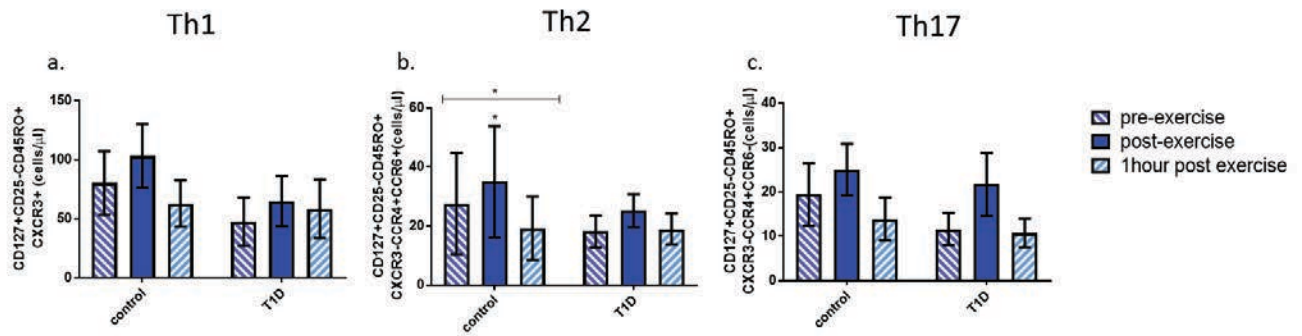 Th1
Th2
Th17
a.
b.
c.
CD127+CD25-CD45RO+
CXCR3+ (cells/µl)
150
100
50
0
control
T1D
CD127+CD25-CD45RO+
CXCR3-CCR4+CCR6+(cells/µl)
60
40
20
0
*
*
control
T1D
CD127+CD25-CD45RO+
CXCR3-CCR4+CCR6-(cells/µl)
40
30
20
10
0
control
T1D
pre-exercise
post-exercise
1hour post exercise